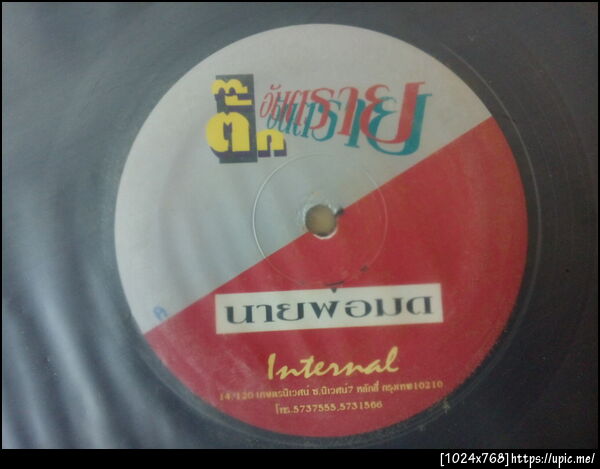 ตึก
อันตราย
นายพ่อมด
Internal
14/120 เกษตรนิเวศน์ ซ.นิเวศน์7 หลักสี่ กรุงเทพ10210
โทร.5737555,5731566
[1024x768]https://upic.me/